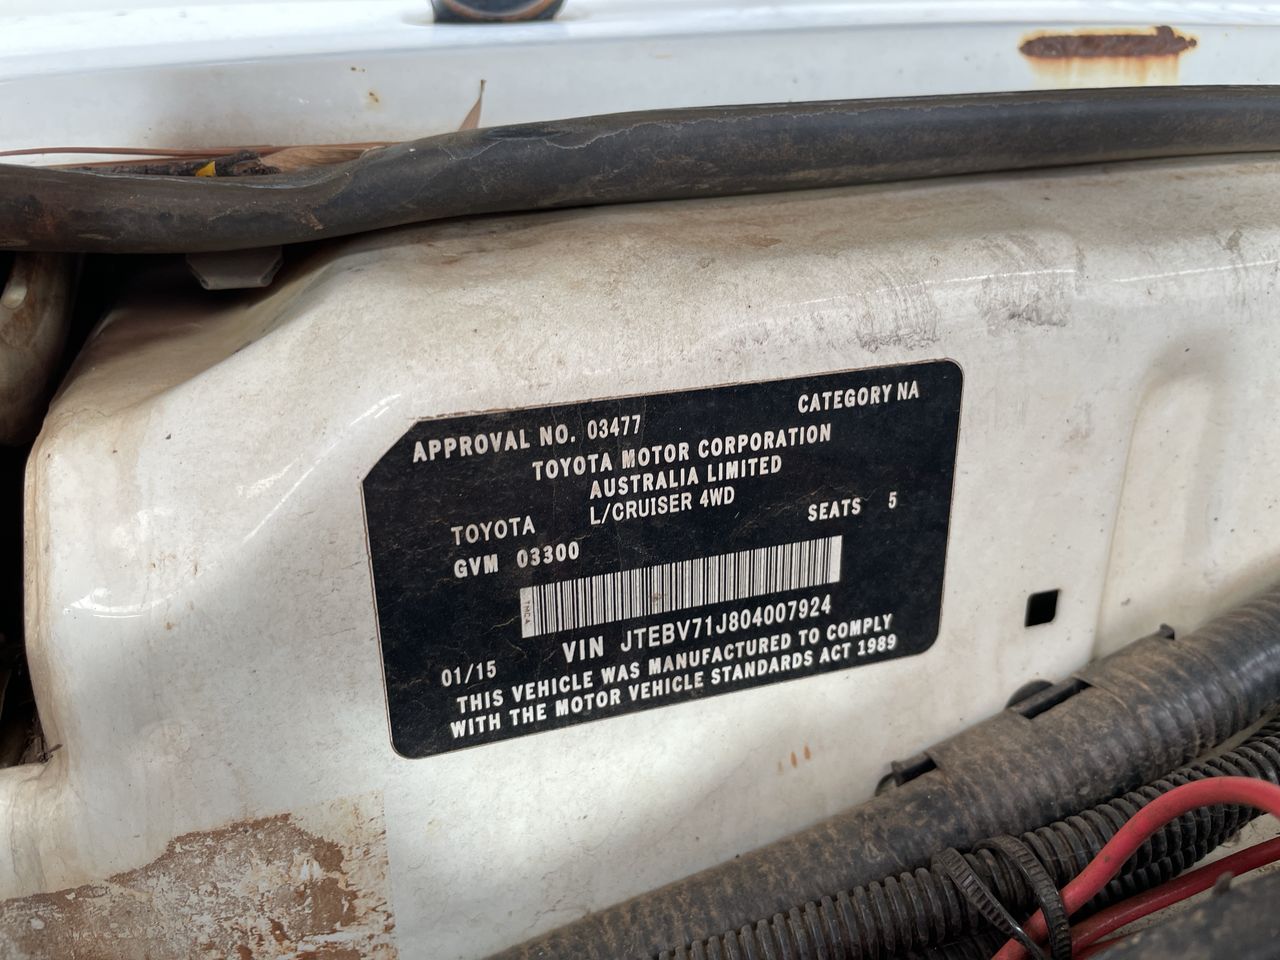 APPROVAL NO. 03477 CATEGORY NA
TOYOTA MOTOR CORPORATION
AUSTRALIA LIMITED
TOYOTA L/CRUISER 4WD SEATS 5
GVM 03300
TMCA
VIN JTEBV71J804007924
01/15
THIS VEHICLE WAS MANUFACTURED TO COMPLY
WITH THE MOTOR VEHICLE STANDARDS ACT 1989